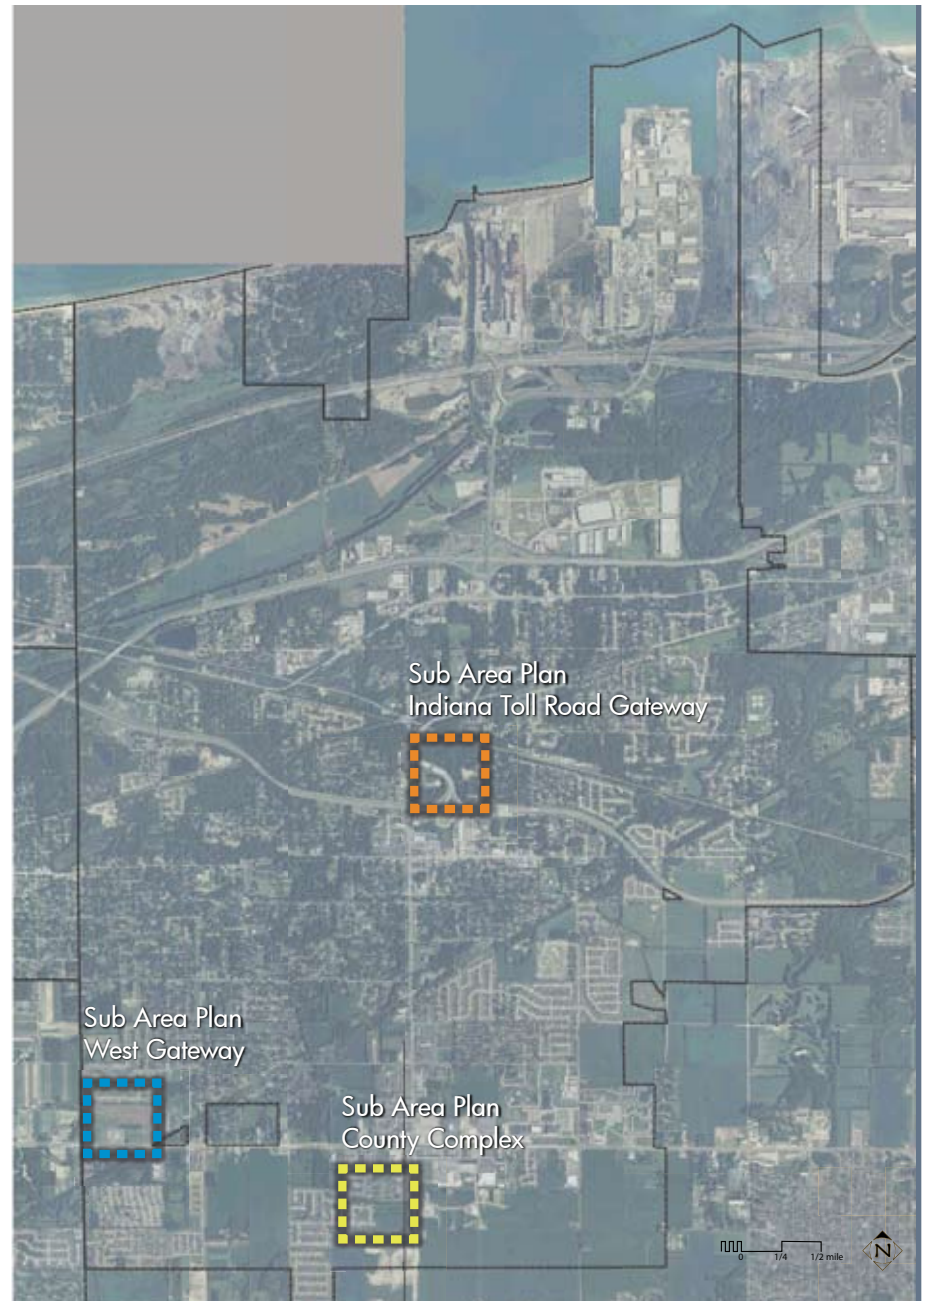 Sub Area Plan
Indiana Toll Road Gateway
Sub Area Plan
West Gateway
Sub Area Plan
County Complex
0 1/4 1/2 mile
N